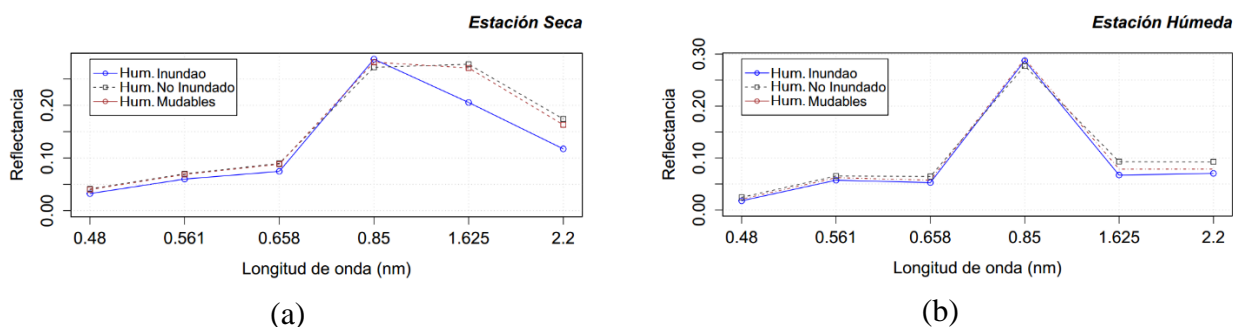 Estación Seca
Hum. Inundao
Hum. No Inundado
Hum. Mudables
Reflectancia
0.20
0.10
0.00
0.48 0.561 0.658 0.85 1.625 2.2
Longitud de onda (nm)
(a)
Estación Húmeda
Hum. Inundao
Hum. No Inundado
Hum. Mudables
Reflectancia
0.30
0.20
0.10
0.00
0.48 0.561 0.658 0.85 1.625 2.2
Longitud de onda (nm)
(b)